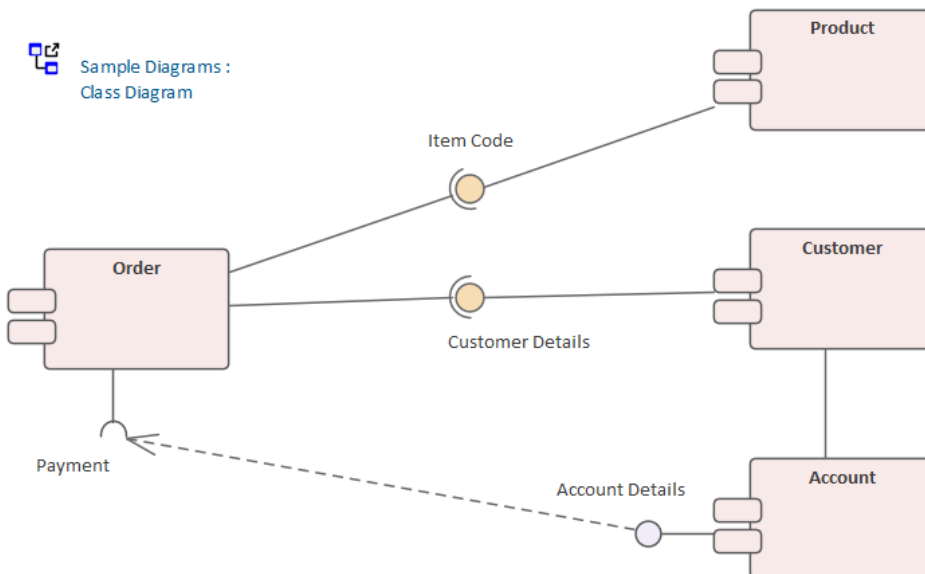 Product
Sample Diagrams :
Class Diagram
Item Code
Customer
Order
Customer Details
Payment
Account
Account Details